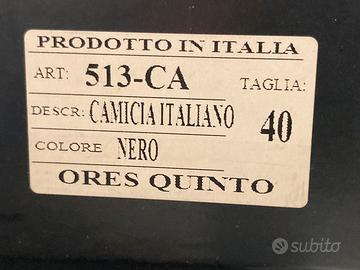 PRODOTTO IN ITALIA
ART: 513-CA TAGLIA:
DESCR: CAMICIA ITALIANO 40
COLORE NERO
ORES QUINTO
subito